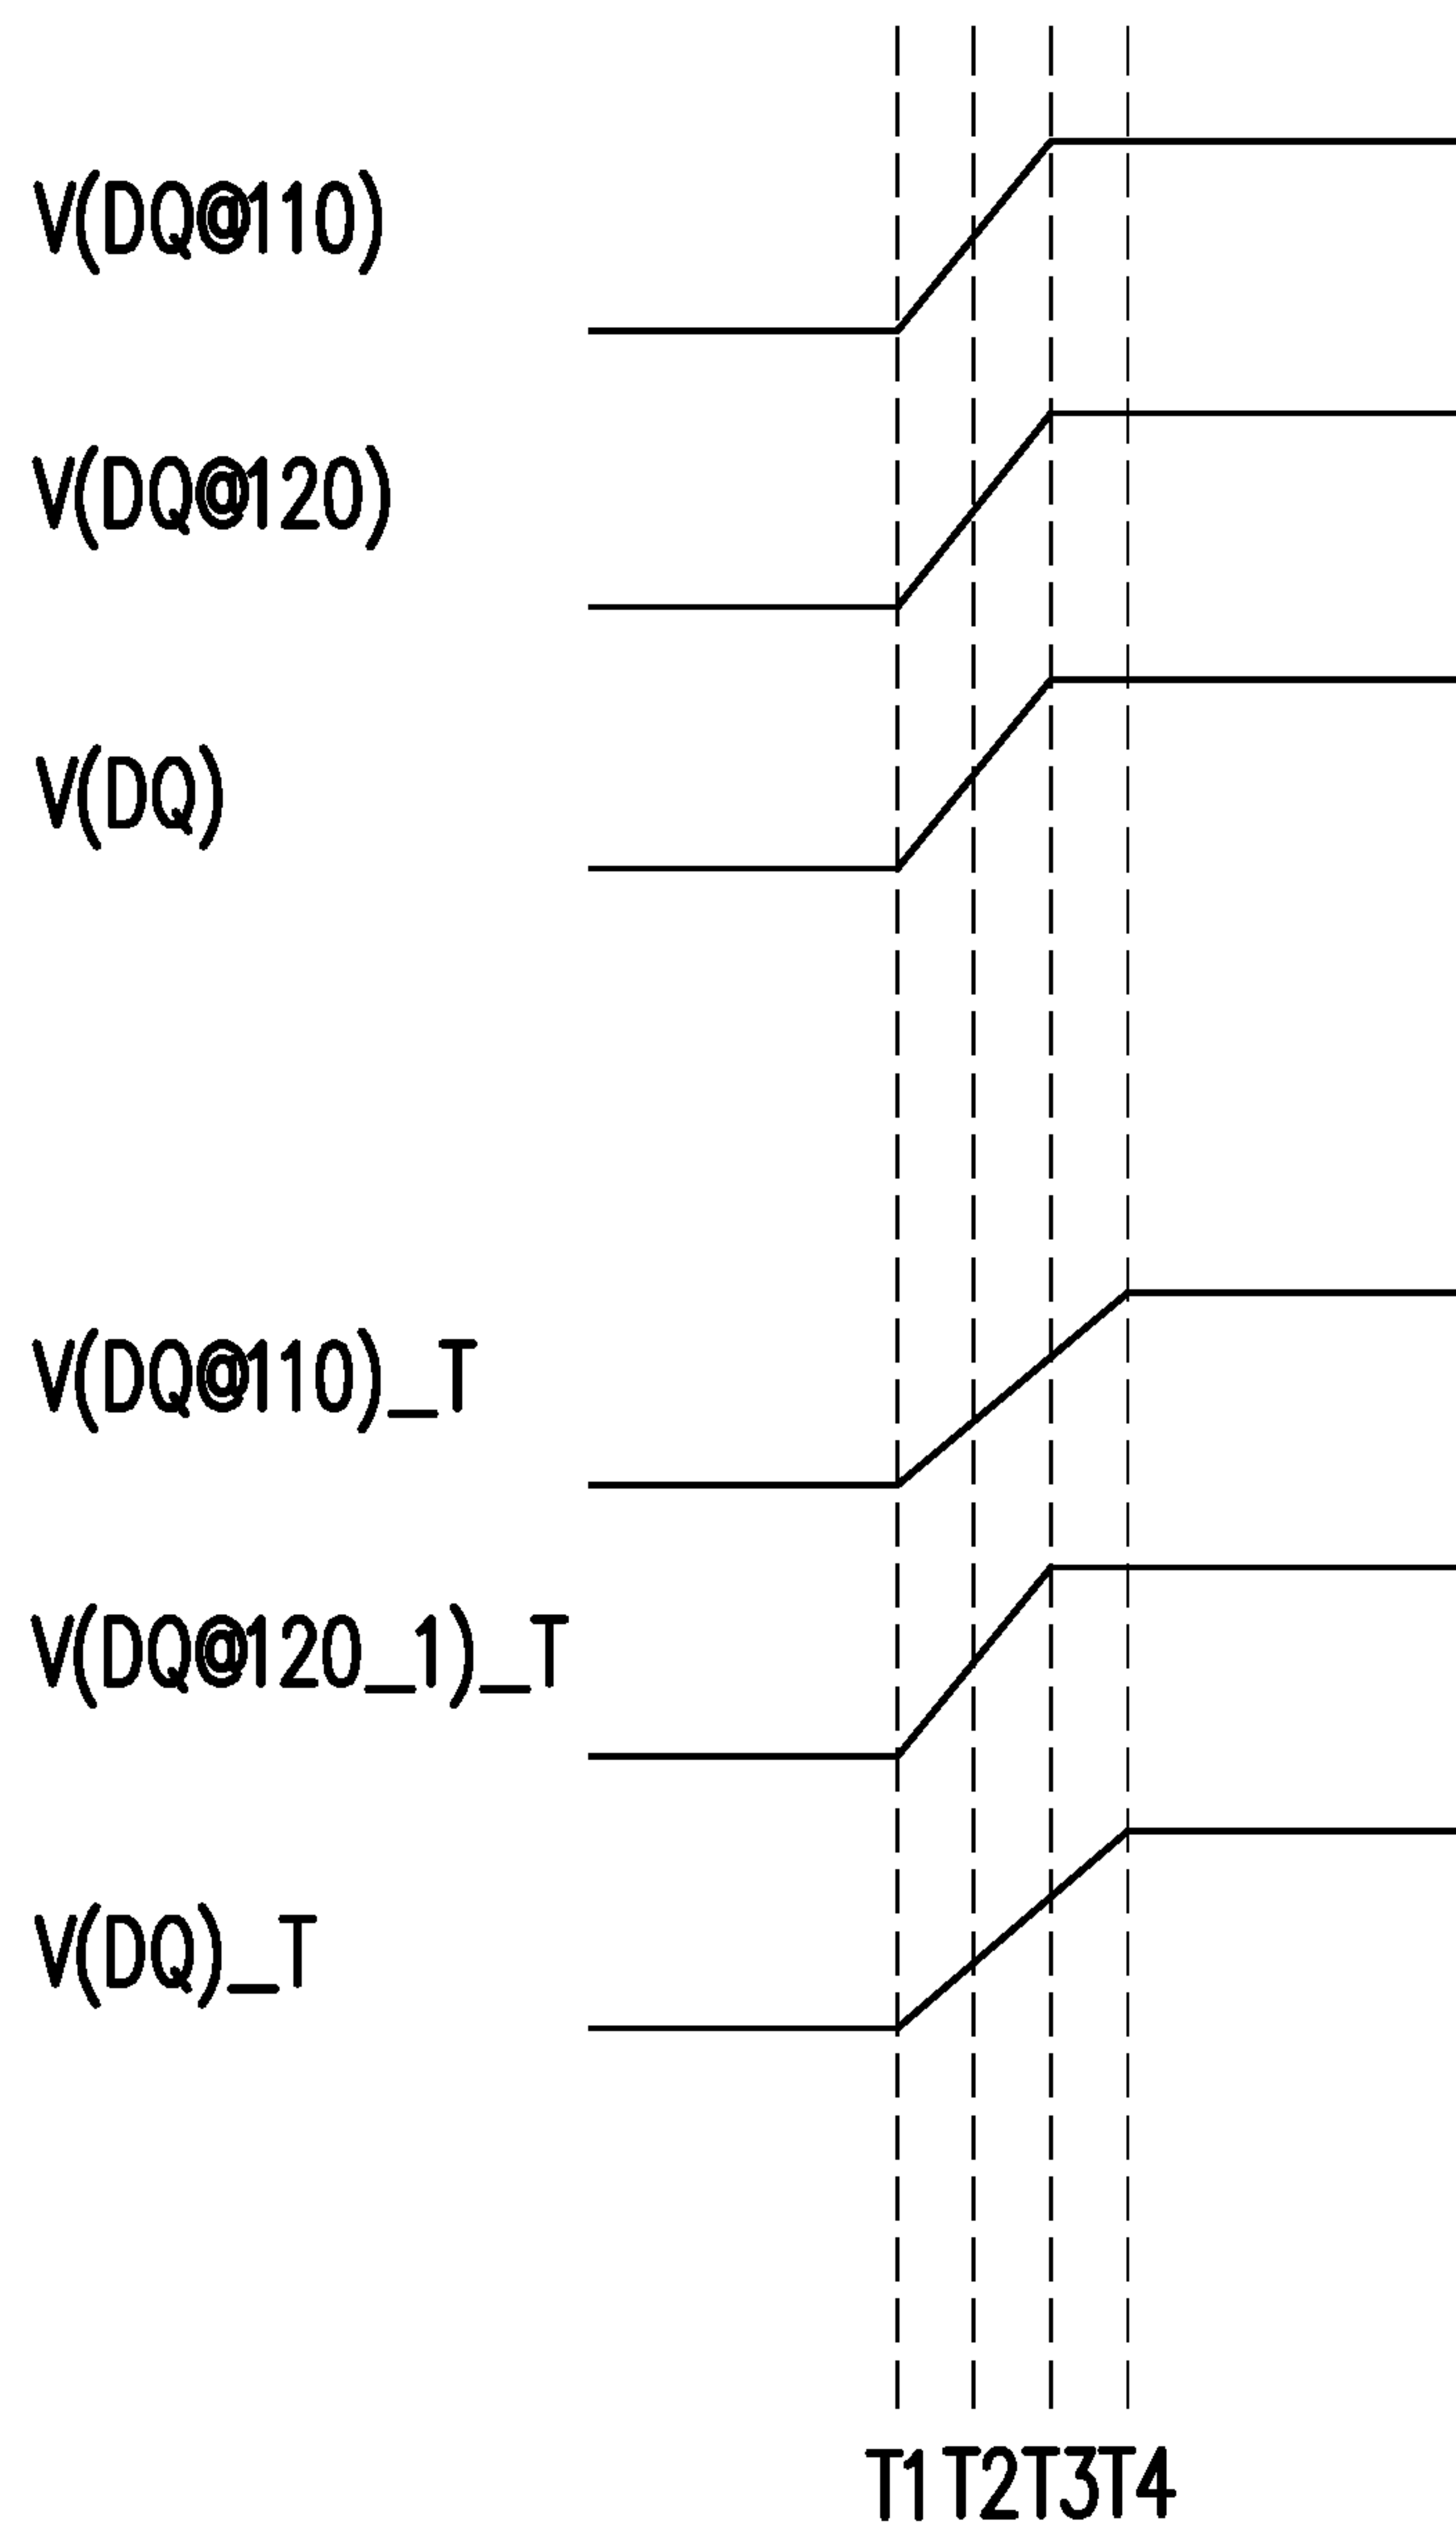 V(DQ@110)
V(DQ@120)
V(DQ)
V(DQ@110)_T
V(DQ@120_1)_T
V(DQ)_T
T1 T2 T3 T4